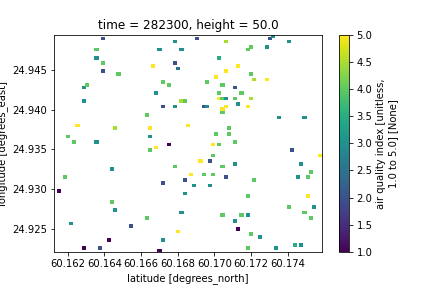 time = 282300, height = 50.0
24.945
24.940
24.935
24.930
24.925
longitude [degrees_east]
60.162 60.164 60.166 60.168 60.170 60.172 60.174
latitude [degrees_north]
5.0
4.5
4.0
3.5
3.0
2.5
2.0
1.5
1.0
air quality index [unitless,
1.0 to 5.0] [None]